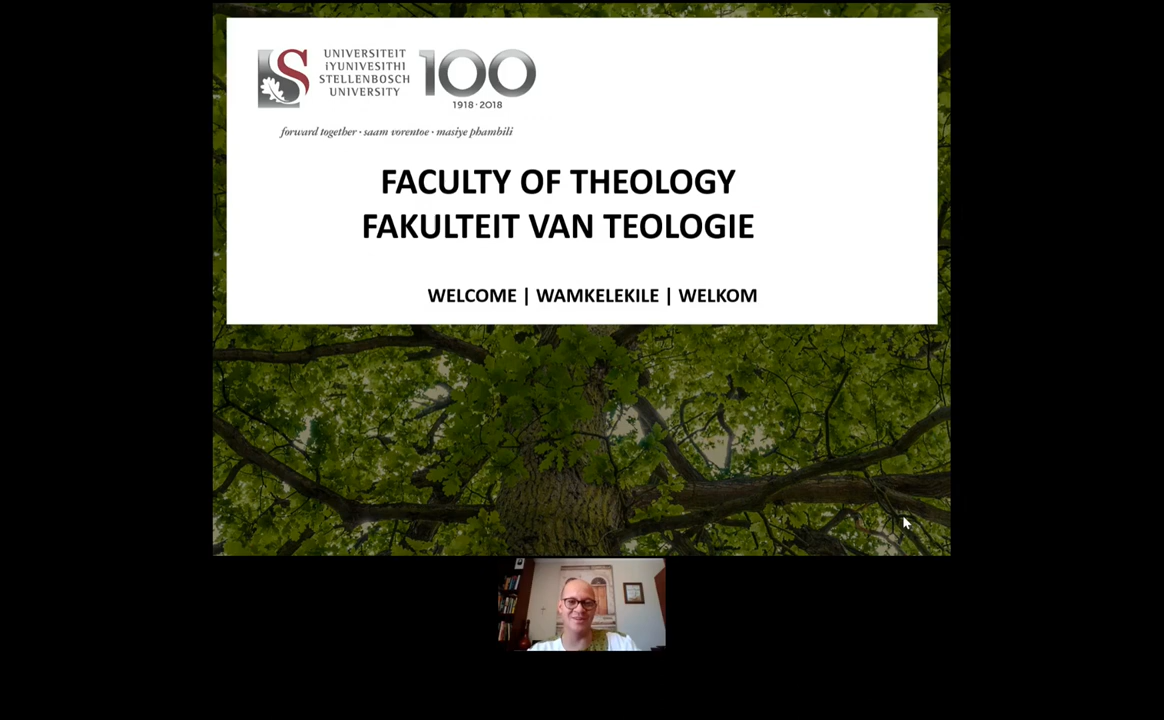 UNIVERSITEIT
iYUNIVESITHI
STELLENBOSCH
UNIVERSITY
100
1918 · 2018
forward together · saam vorentoe · masiye phambili
FACULTY OF THEOLOGY
FAKULTEIT VAN TEOLOGIE
WELCOME | WAMKELEKILE | WELKOM